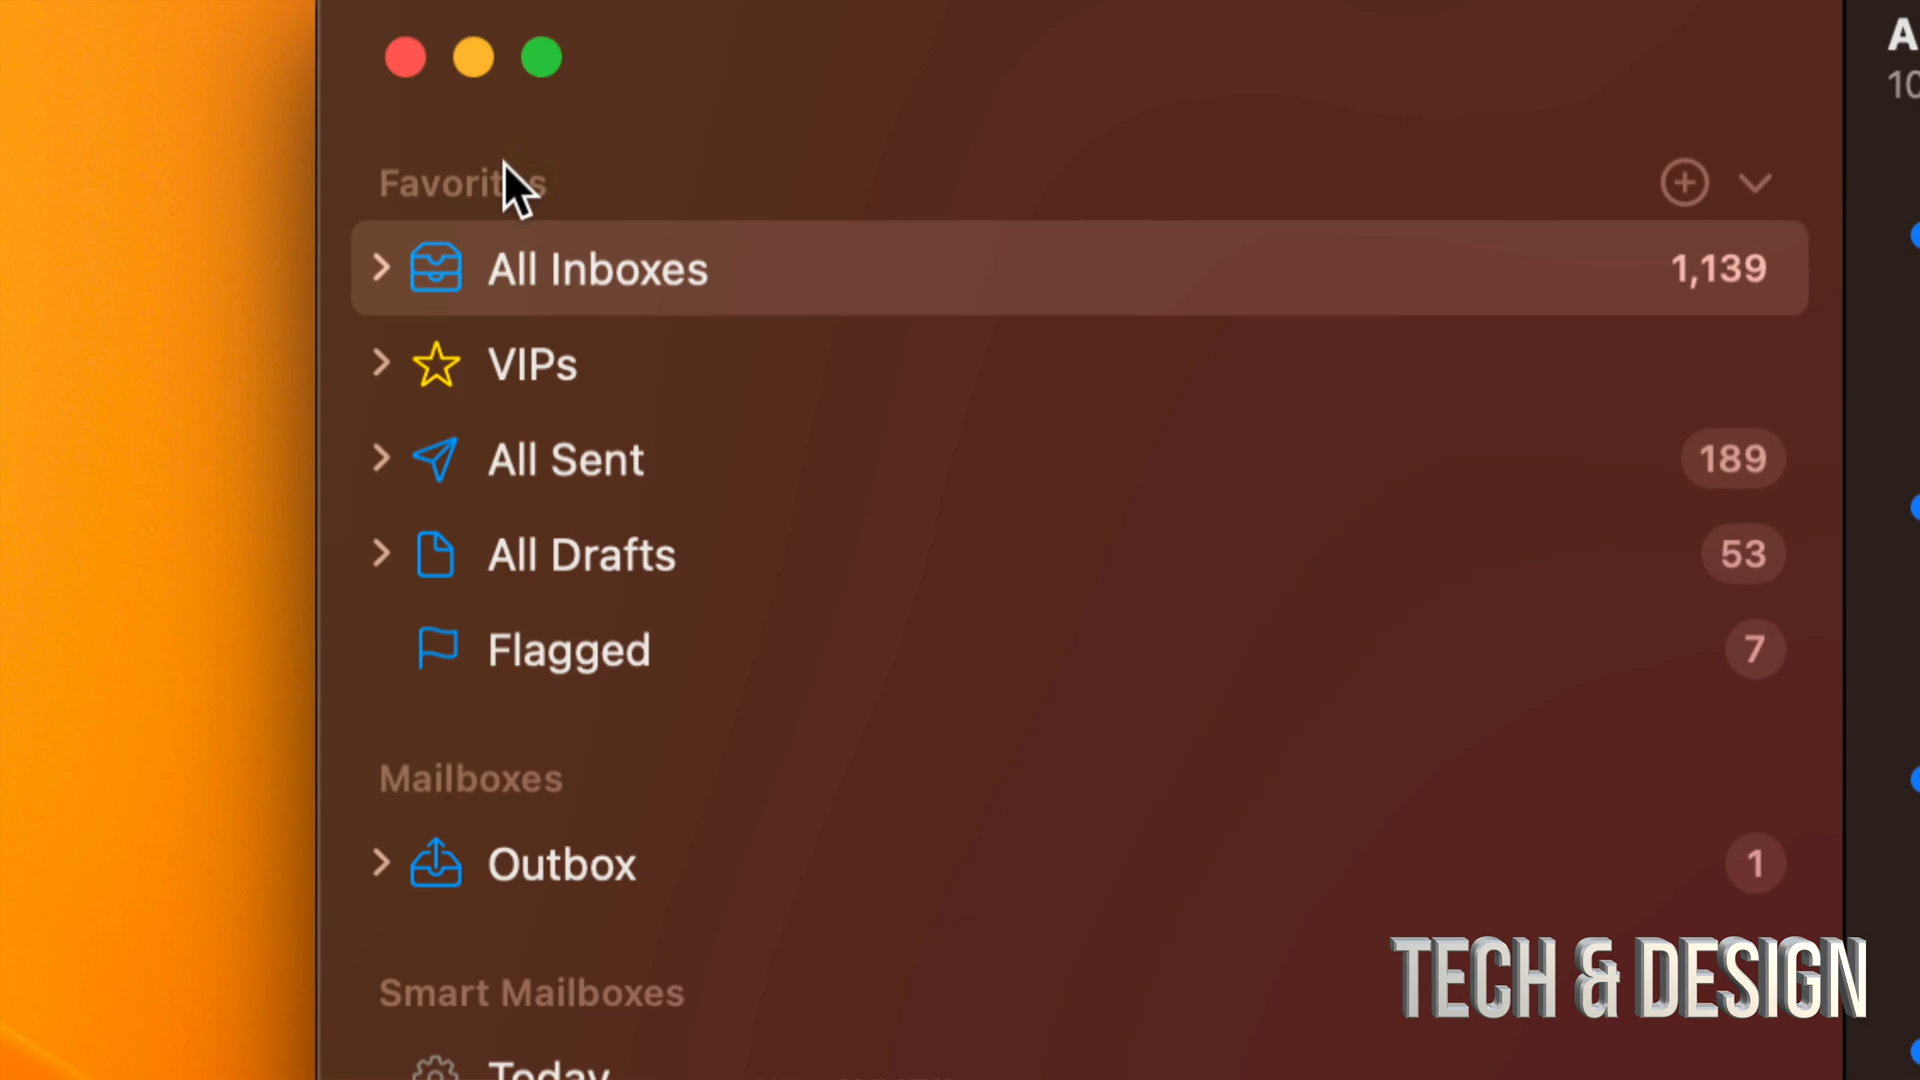 A
10
Favorites
All Inboxes 1,139
VIPs
All Sent 189
All Drafts 53
Flagged 7
Mailboxes
Outbox 1
Smart Mailboxes
Today
TECH & DESIGN